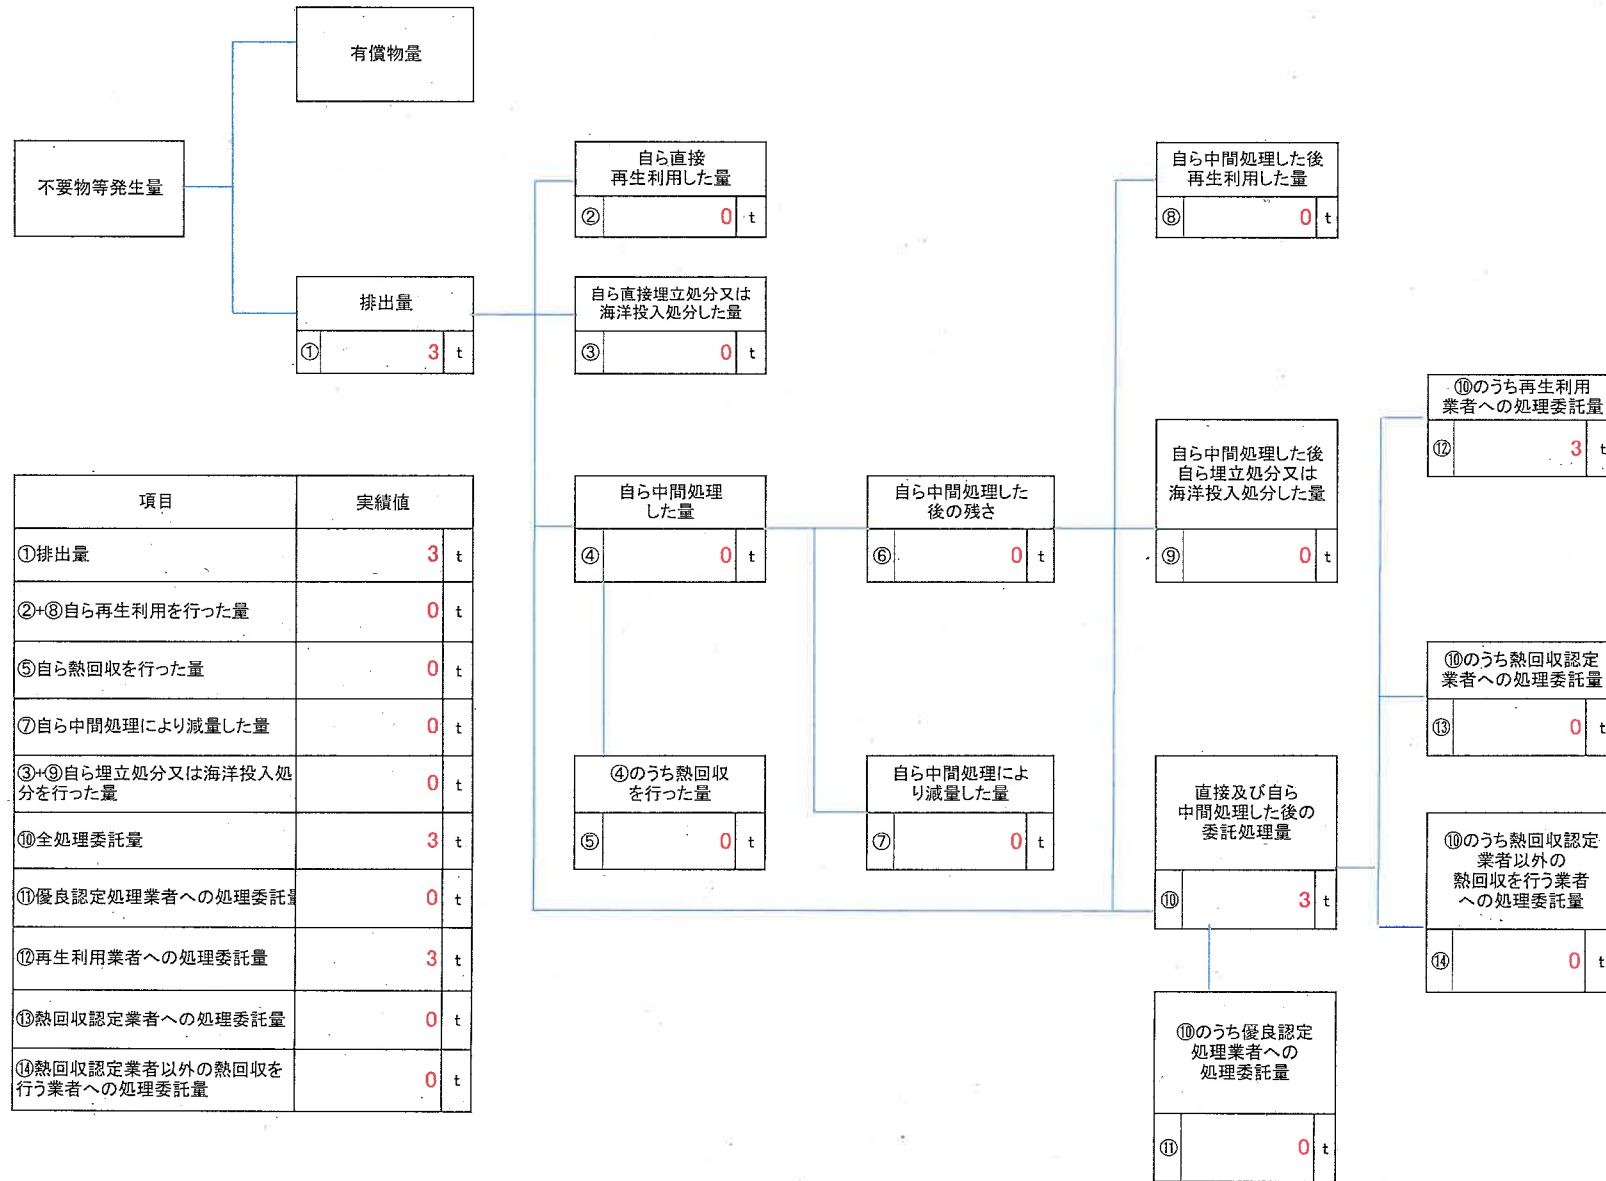 有償物量
不要物等発生量
排出量
① 3 t
自ら直接
再生利用した量
② 0 t
自ら直接埋立処分又は
海洋投入処分した量
③ 0 t
自ら中間処理
した量
④ 0 t
④のうち熱回収
を行った量
⑤ 0 t
自ら中間処理した
後の残さ
⑥ 0 t
自ら中間処理によ
り減量した量
⑦ 0 t
自ら中間処理した後
再生利用した量
⑧ 0 t
自ら中間処理した後
自ら埋立処分又は
海洋投入処分した量
⑨ 0 t
直接及び自ら
中間処理した後の
委託処理量
⑩ 3 t
⑩のうち優良認定
処理業者への
処理委託量
⑪ 0 t
⑩のうち再生利用
業者への処理委託量
⑫ 3 t
⑩のうち熱回収認定
業者への処理委託量
⑬ 0 t
⑩のうち熱回収認定
業者以外の
熱回収を行う業者
への処理委託量
⑭ 0 t
項目 実績値
①排出量 3 t
②+⑧自ら再生利用を行った量 0 t
⑤自ら熱回収を行った量 0 t
⑦自ら中間処理により減量した量 0 t
③+⑨自ら埋立処分又は海洋投入処
分を行った量 0 t
⑩全処理委託量 3 t
⑪優良認定処理業者への処理委託量 0 t
⑫再生利用業者への処理委託量 3 t
⑬熱回収認定業者への処理委託量 0 t
⑭熱回収認定業者以外の熱回収を
行う業者への処理委託量 0 t